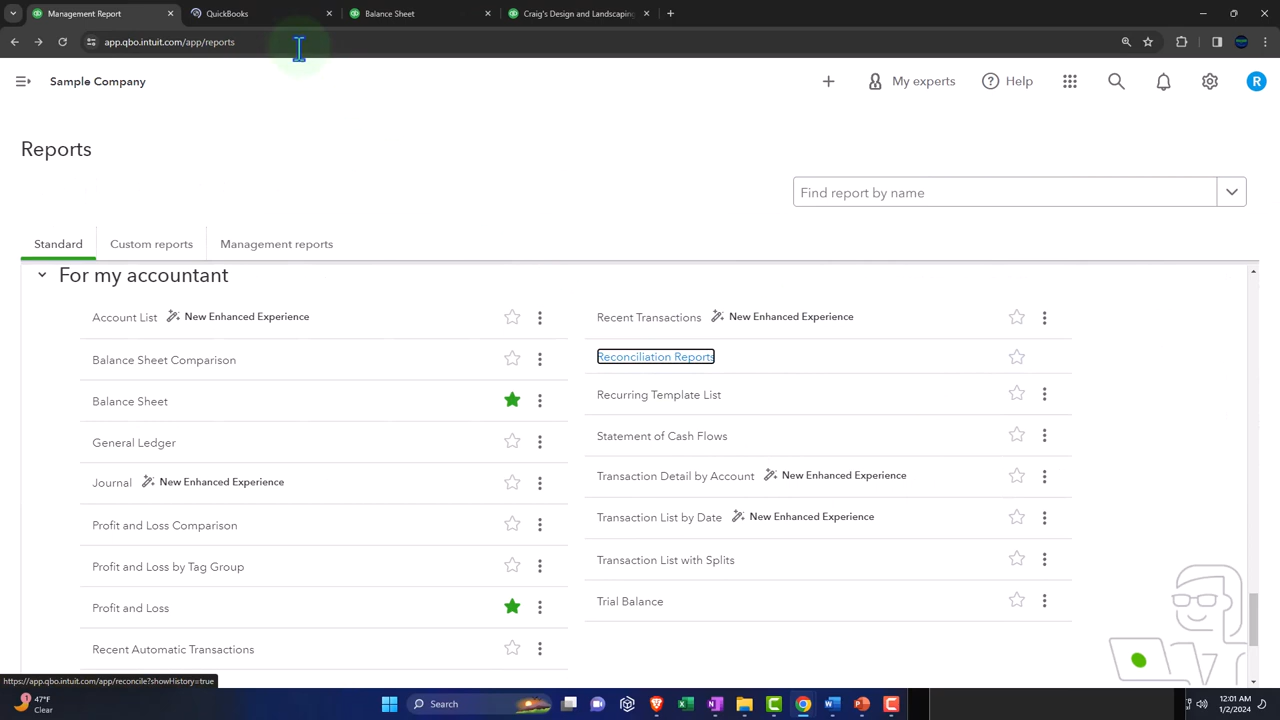 Management Report
QuickBooks
Balance Sheet
Craig's Design and Landscaping
app.qbo.intuit.com/app/reports
Sample Company
My experts
Help
R
Reports
Find report by name
Standard
Custom reports
Management reports
For my accountant
Account List New Enhanced Experience
Balance Sheet Comparison
Balance Sheet
General Ledger
Journal New Enhanced Experience
Profit and Loss Comparison
Profit and Loss by Tag Group
Profit and Loss
Recent Automatic Transactions
Recent Transactions New Enhanced Experience
Reconciliation Reports
Recurring Template List
Statement of Cash Flows
Transaction Detail by Account New Enhanced Experience
Transaction List by Date New Enhanced Experience
Transaction List with Splits
Trial Balance
https://app.qbo.intuit.com/app/reconcile?showHistory=true
47°F
Clear
Search
12:01 AM
1/2/2024